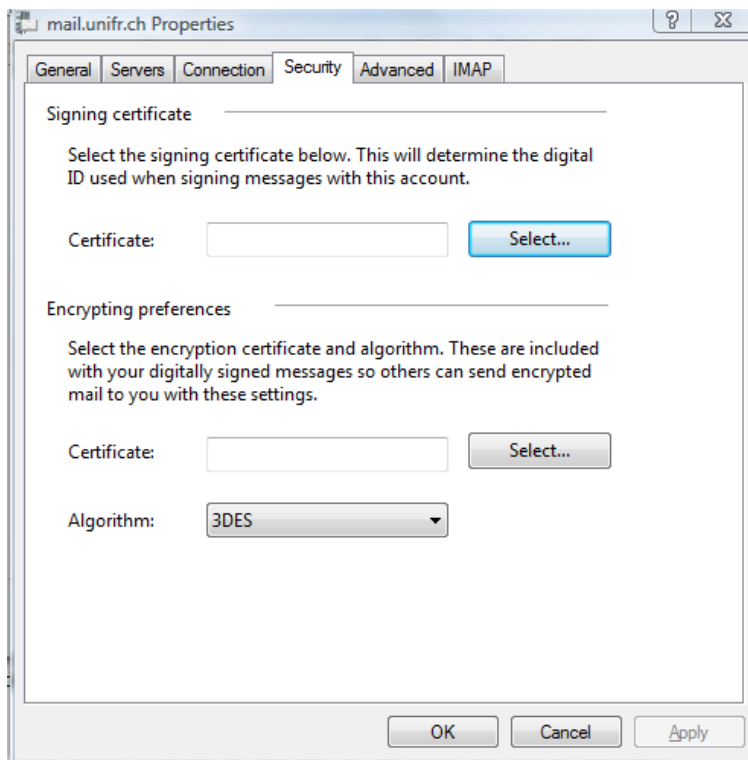 mail.unifr.ch Properties
General Servers Connection Security Advanced IMAP
Signing certificate
Select the signing certificate below. This will determine the digital
ID used when signing messages with this account.
Certificate: Select...
Encrypting preferences
Select the encryption certificate and algorithm. These are included
with your digitally signed messages so others can send encrypted
mail to you with these settings.
Certificate: Select...
Algorithm: 3DES
OK Cancel Apply